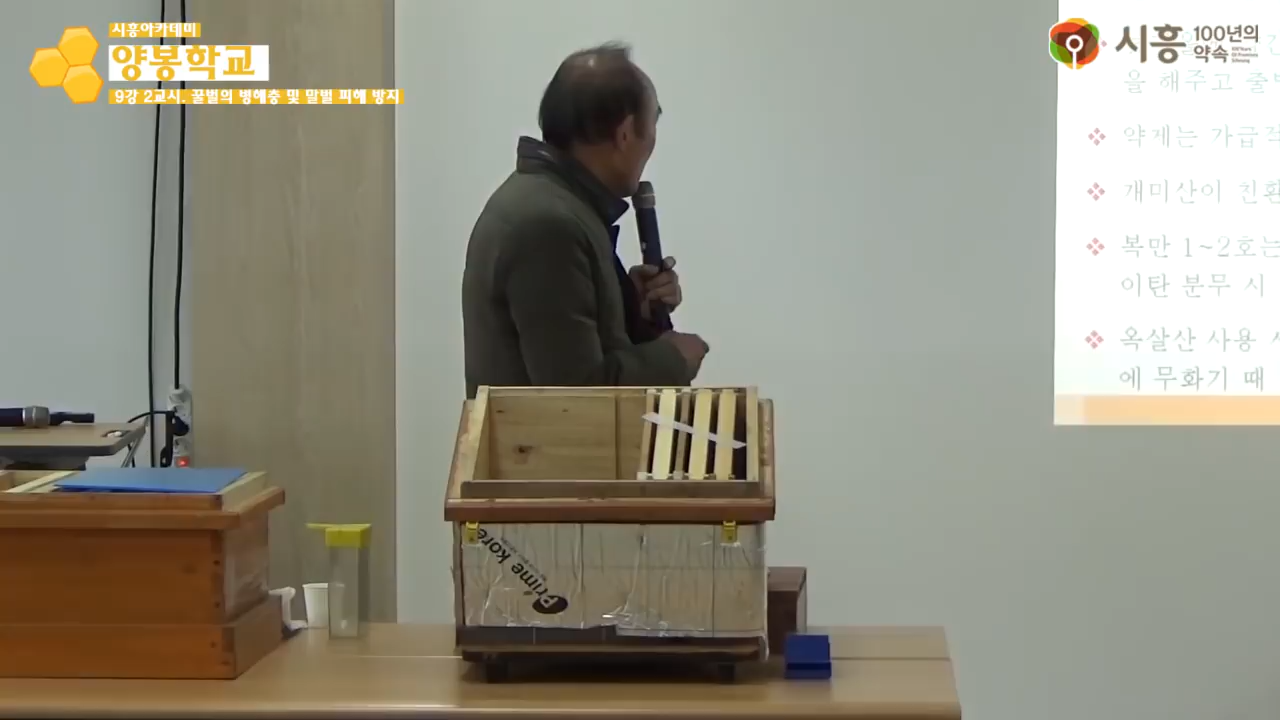 시흥아카데미
양봉학교
9강 2교시. 꿀벌의 병해충 및 말벌 피해 방지
시흥 100년의 약속
을 해주고 줄
약제는 가급적
개미산이 친환
복만 1~2호는
이탄 분무 시
옥살산 사용
에 무화기 때
Prime kore